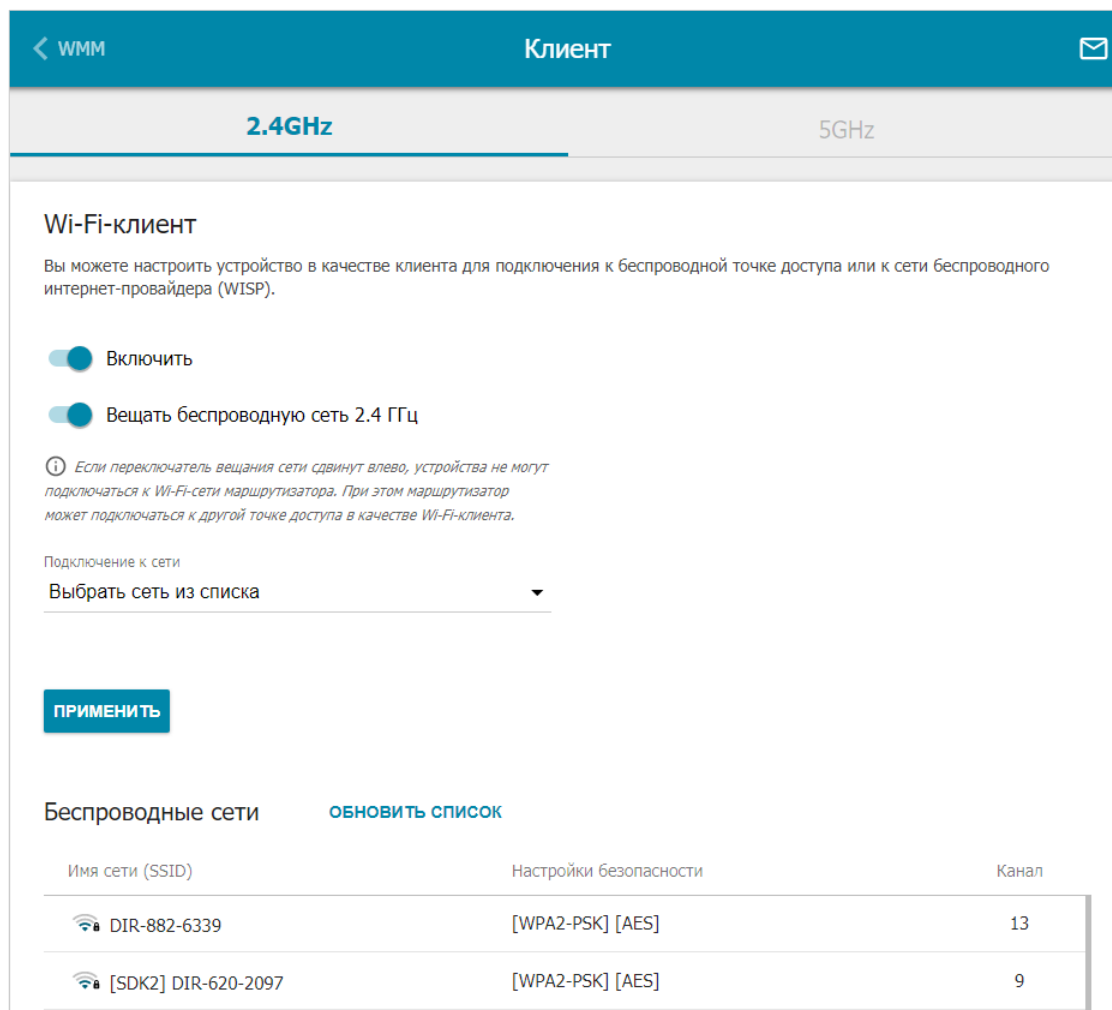 WMM
Клиент
2.4GHz
5GHz
Wi-Fi-клиент
Вы можете настроить устройство в качестве клиента для подключения к беспроводной точке доступа или к сети беспроводного
интернет-провайдера (WISP).
Включить
Вещать беспроводную сеть 2.4 ГГц
Если переключатель вещания сети сдвинут влево, устройства не могут
подключаться к Wi-Fi-сети маршрутизатора. При этом маршрутизатор
может подключаться к другой точке доступа в качестве Wi-Fi-клиента.
Подключение к сети
Выбрать сеть из списка
ПРИМЕНИТЬ
Беспроводные сети ОБНОВИТЬ СПИСОК
Имя сети (SSID) Настройки безопасности Канал
DIR-882-6339 [WPA2-PSK] [AES] 13
[SDK2] DIR-620-2097 [WPA2-PSK] [AES] 9